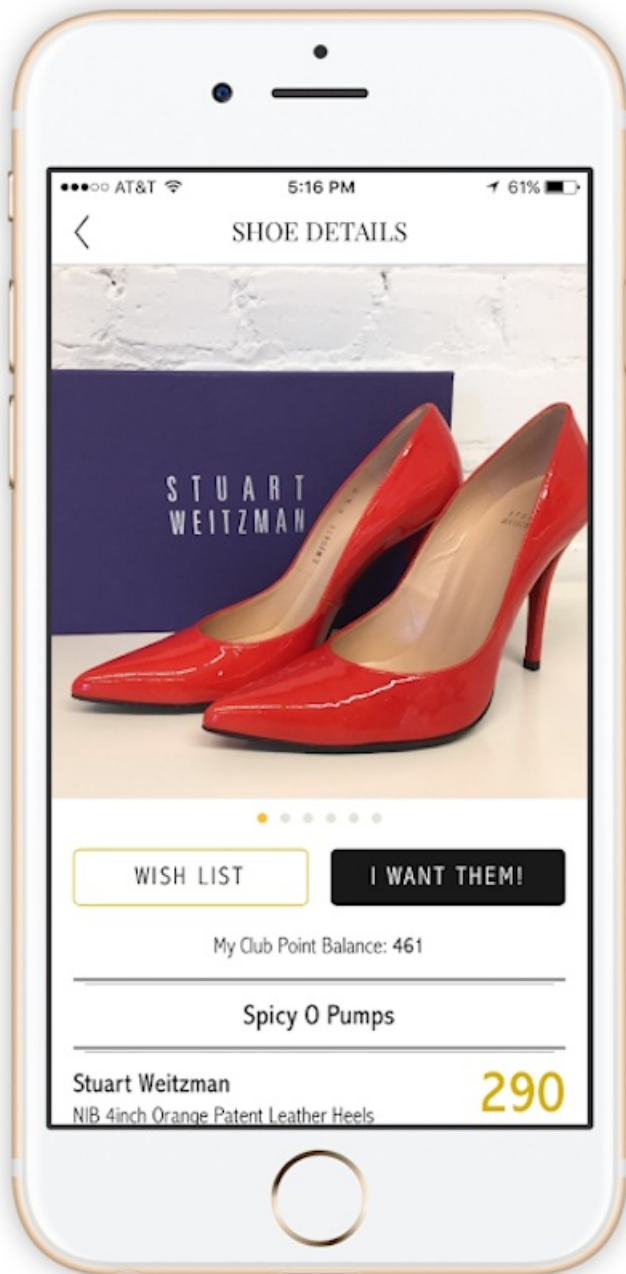 AT&T 5:16 PM 61%
SHOE DETAILS
STUART
WEITZMAN
WISH LIST
I WANT THEM!
My Club Point Balance: 461
Spicy O Pumps
Stuart Weitzman
290
NIB 4inch Orange Patent Leather Heels